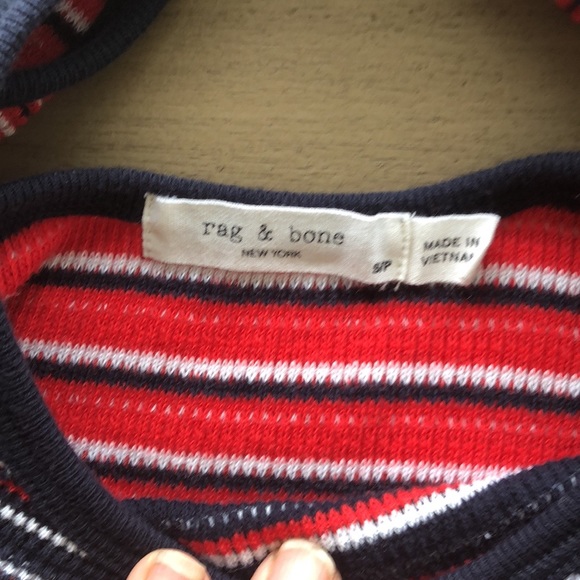 rag & bone
NEW YORK
S/P
MADE IN
VIETNAM